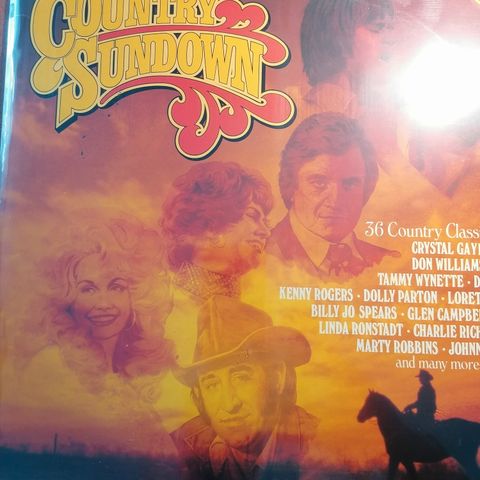 COUNTRY
SUNDOWN
36 Country Class
CRYSTAL GAY
DON WILLIAMS
TAMMY WYNETTE · D
KENNY ROGERS · DOLLY PARTON · LORET
BILLY JO SPEARS · GLEN CAMPBE
LINDA RONSTADT · CHARLIE RICH
MARTY ROBBINS · JOHNN
and many more